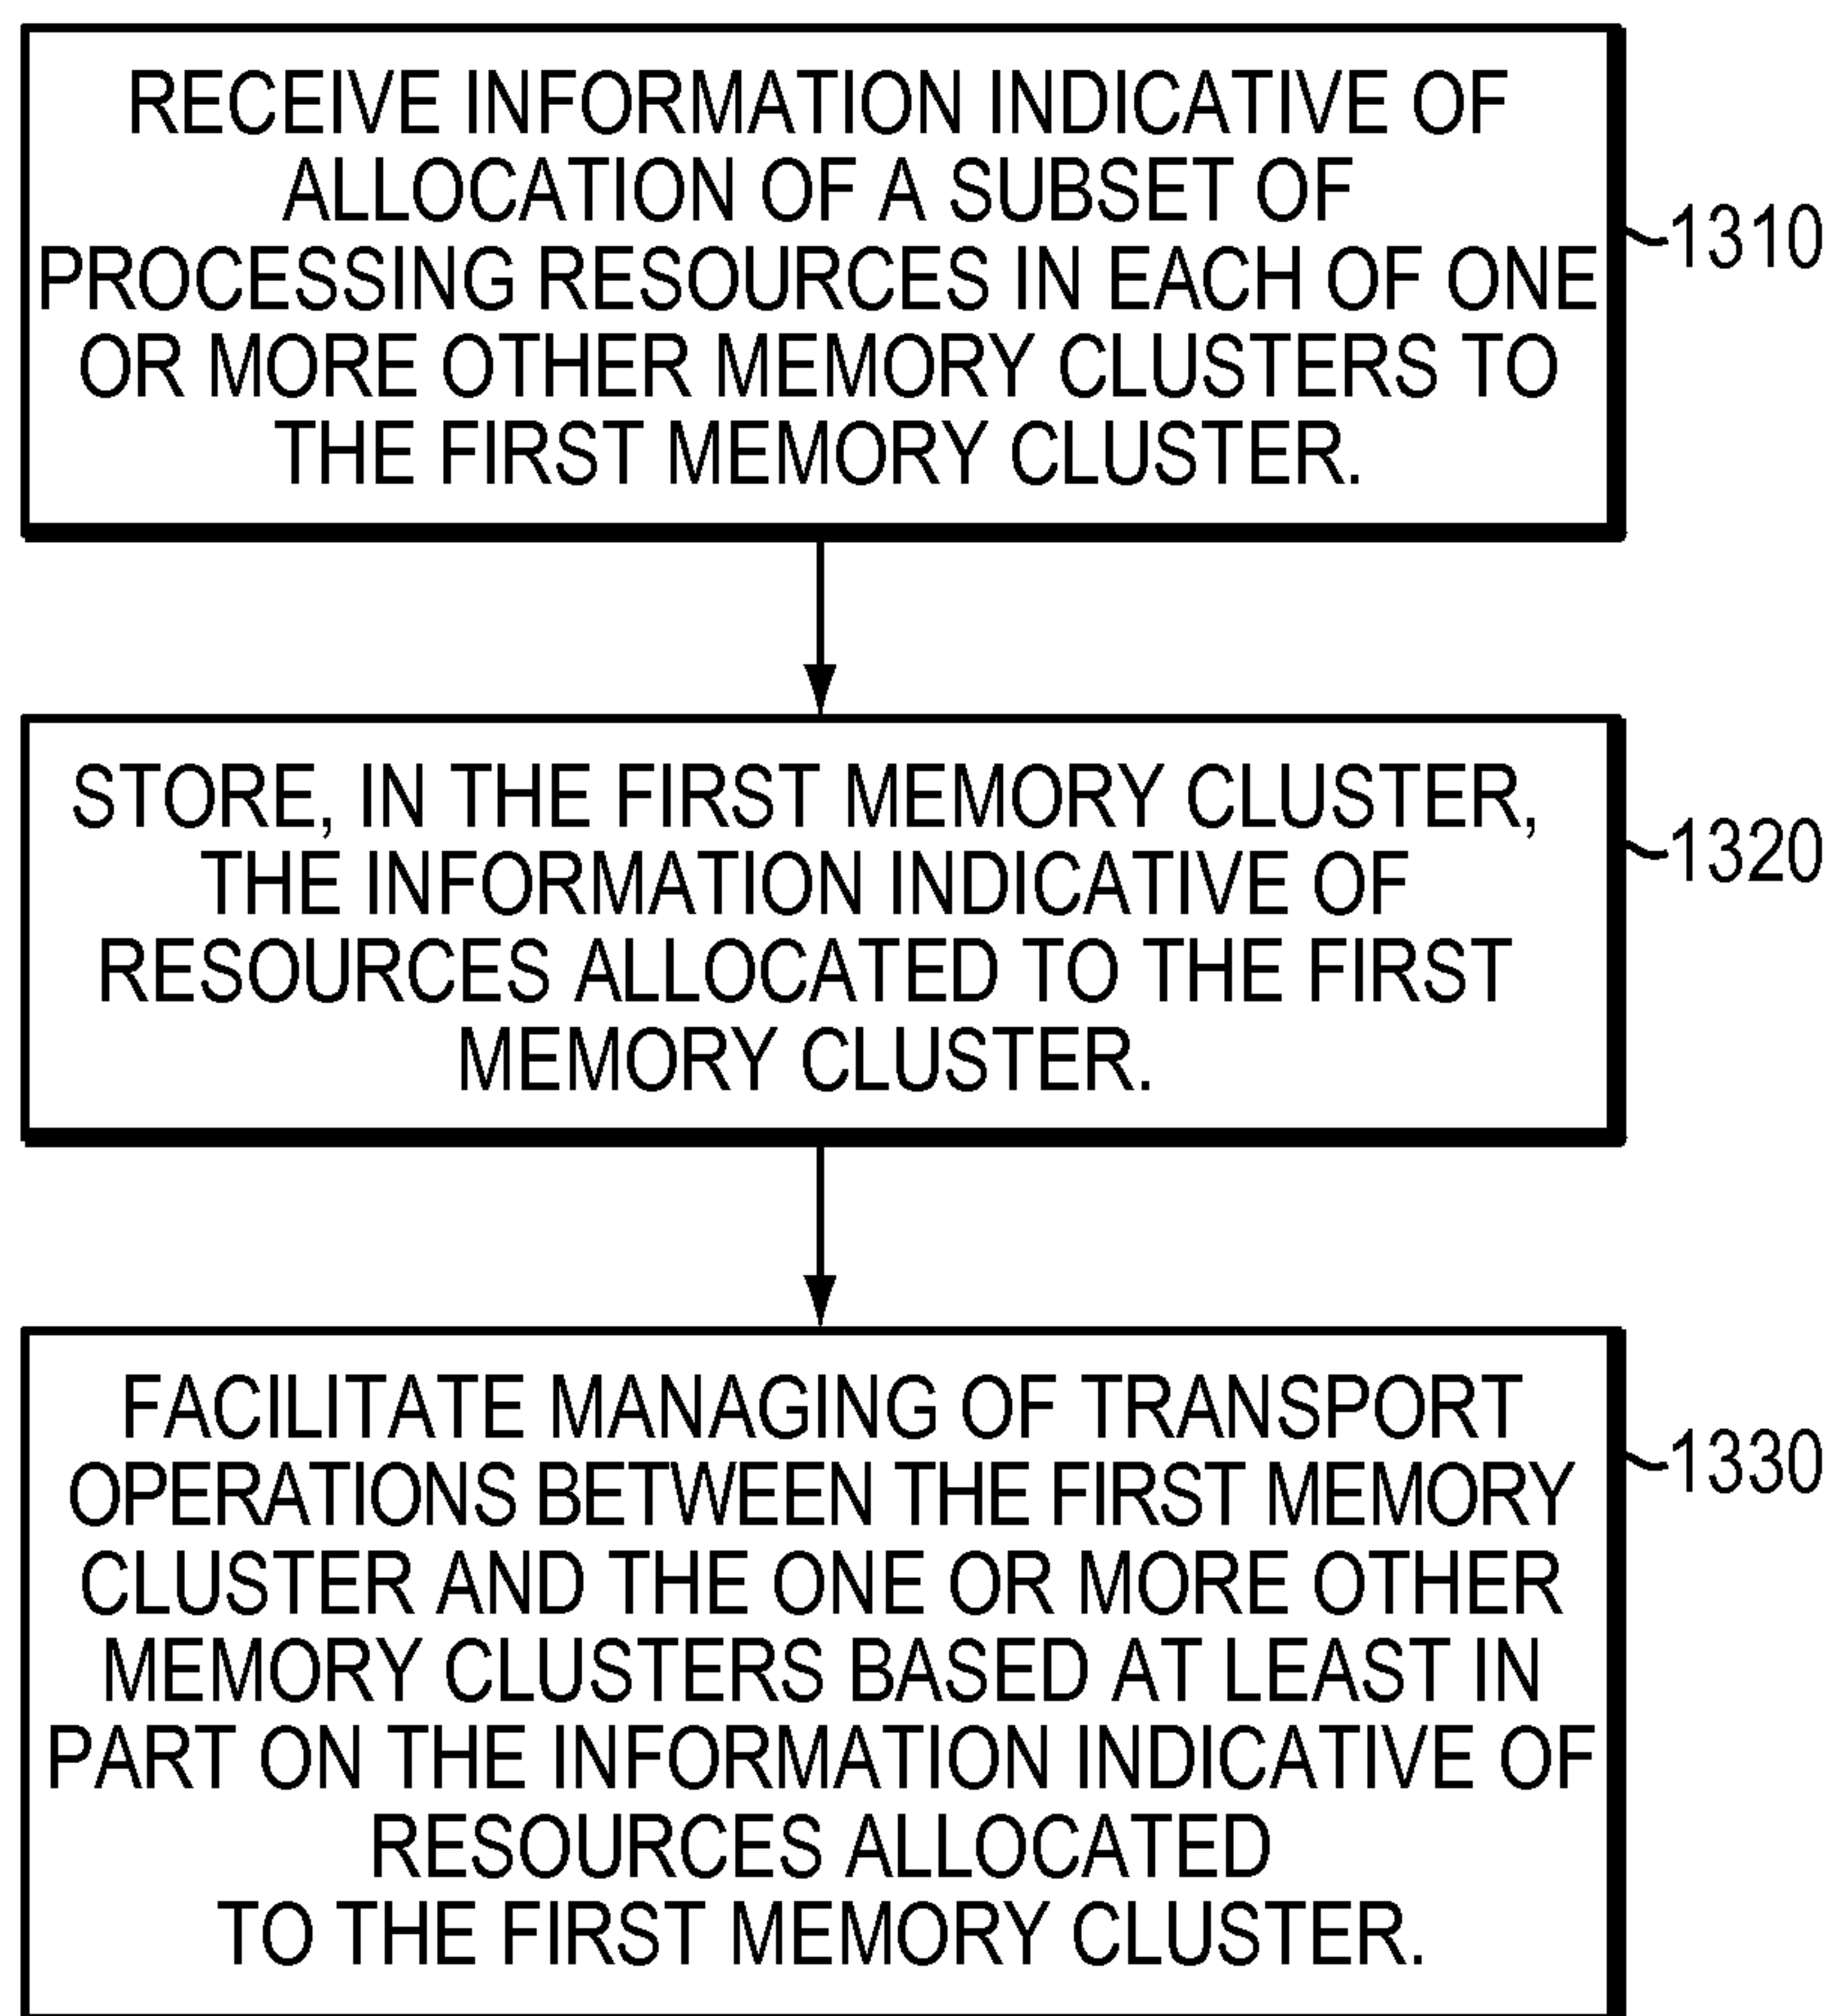 RECEIVE INFORMATION INDICATIVE OF
ALLOCATION OF A SUBSET OF
PROCESSING RESOURCES IN EACH OF ONE
OR MORE OTHER MEMORY CLUSTERS TO
THE FIRST MEMORY CLUSTER.
1310
STORE, IN THE FIRST MEMORY CLUSTER,
THE INFORMATION INDICATIVE OF
RESOURCES ALLOCATED TO THE FIRST
MEMORY CLUSTER.
1320
FACILITATE MANAGING OF TRANSPORT
OPERATIONS BETWEEN THE FIRST MEMORY
CLUSTER AND THE ONE OR MORE OTHER
MEMORY CLUSTERS BASED AT LEAST IN
PART ON THE INFORMATION INDICATIVE OF
RESOURCES ALLOCATED
TO THE FIRST MEMORY CLUSTER.
1330